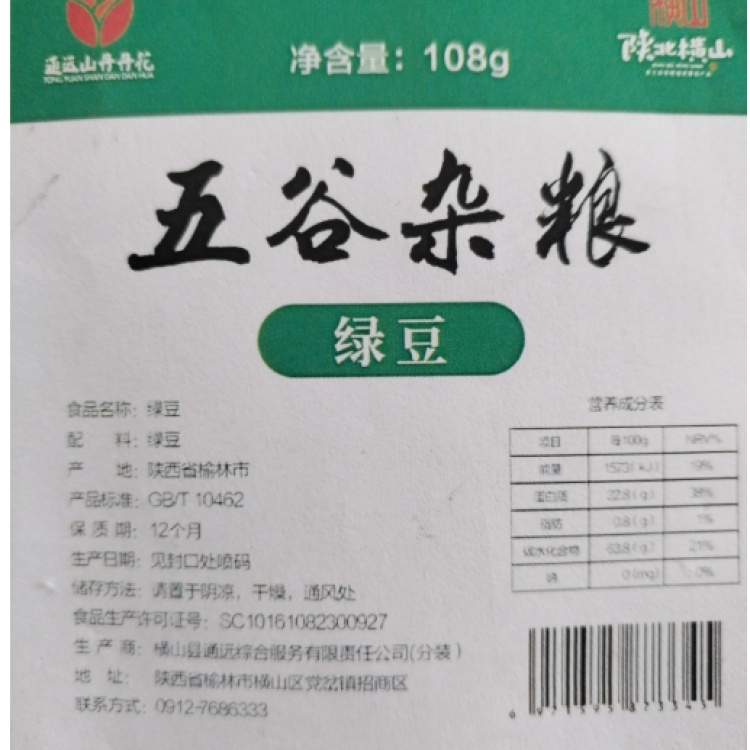 通远山丹丹花
TONG YUAN SHAN DAN DAN HUA
净含量：108g
横山
陕北横山
五谷杂粮
绿豆
食品名称：绿豆
配 料：绿豆
产 地：陕西省榆林市
产品标准：GB/T 10462
保 质 期：12个月
生产日期：见封口处喷码
储存方法：请置于阴凉，干燥，通风处
食品生产许可证号：SC10161082300927
生 产 商：横山县通远综合服务有限责任公司(分装)
地 址：陕西省榆林市横山区党岔镇招商区
联系方式：0912-7686333
营养成分表
项目 每100g NRV%
能量 1573(kJ) 19%
蛋白质 22.8(g) 38%
脂肪 0.8(g) 1%
碳水化合物 63.8(g) 21%
钠 0(mg) 0%